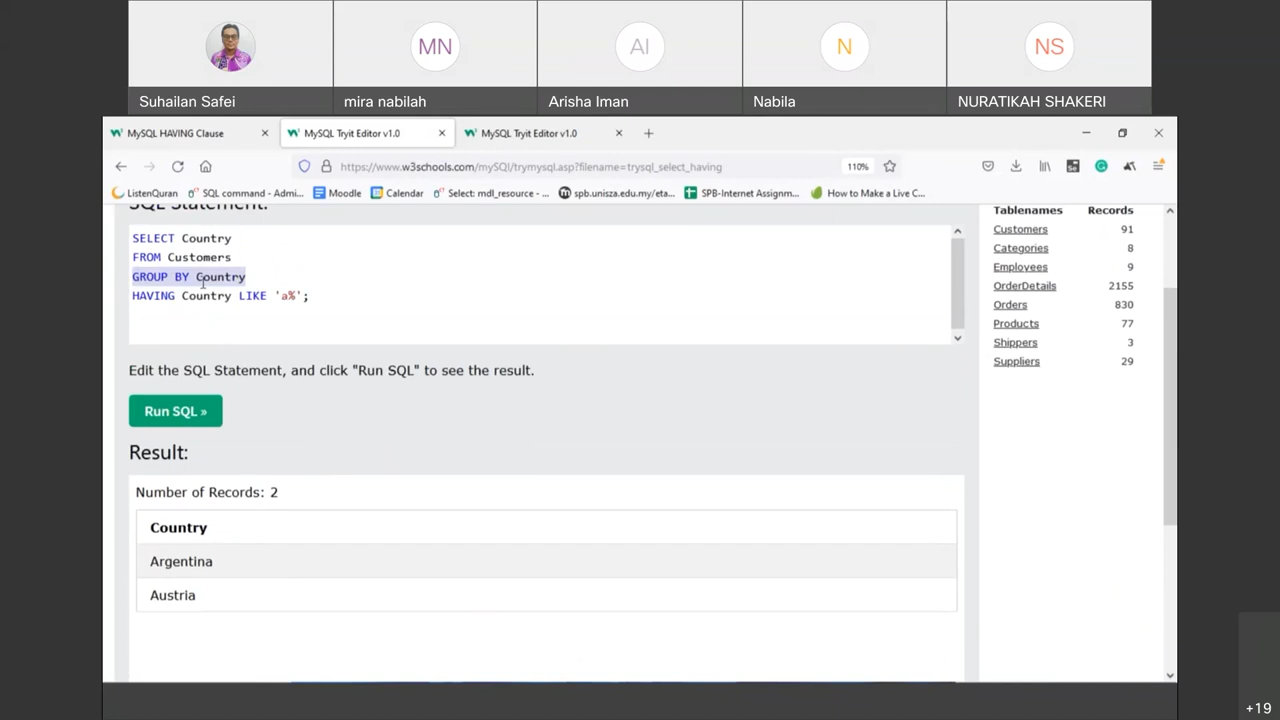 MN
AI
N
NS
Suhailan Safei
mira nabilah
Arisha Iman
Nabila
NURATIKAH SHAKERI
MySQL HAVING Clause
MySQL Tryit Editor v1.0
MySQL Tryit Editor v1.0
https://www.w3schools.com/mySQl/trymysql.asp?filename=trysql_select_having
110%
ListenQuran
SQL command - Admi...
Moodle
Calendar
Select: mdl_resource - ...
spb.unisza.edu.my/eta...
SPB-Internet Assignm...
How to Make a Live C...
SQL Statement:
SELECT Country
FROM Customers
GROUP BY Country
HAVING Country LIKE 'a%';
Edit the SQL Statement, and click "Run SQL" to see the result.
Run SQL »
Result:
Number of Records: 2
Country
Argentina
Austria
Tablenames Records
Customers 91
Categories 8
Employees 9
OrderDetails 2155
Orders 830
Products 77
Shippers 3
Suppliers 29
+19